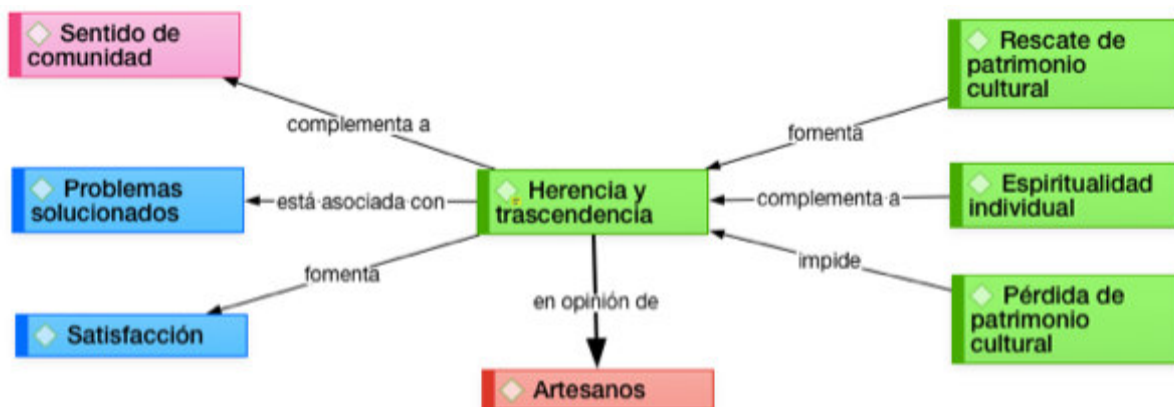 Sentido de
comunidad
Rescate de
patrimonio
cultural
complementa a
fomenta
Problemas
solucionados
está asociada con
Herencia y
trascendencia
complementa a
Espiritualidad
individual
fomenta
impide
Satisfacción
en opinión de
Pérdida de
patrimonio
cultural
Artesanos